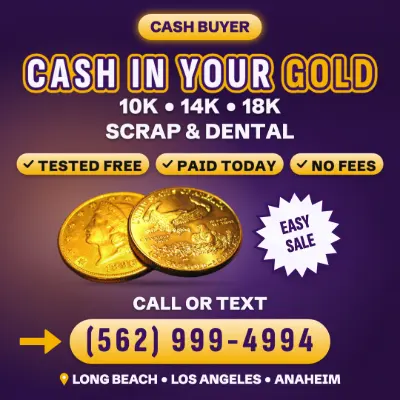 CASH BUYER
CASH IN YOUR GOLD
10K • 14K • 18K
SCRAP & DENTAL
✓ TESTED FREE ✓ PAID TODAY ✓ NO FEES
EASY
SALE
CALL OR TEXT
(562) 999-4994
LONG BEACH • LOS ANGELES • ANAHEIM